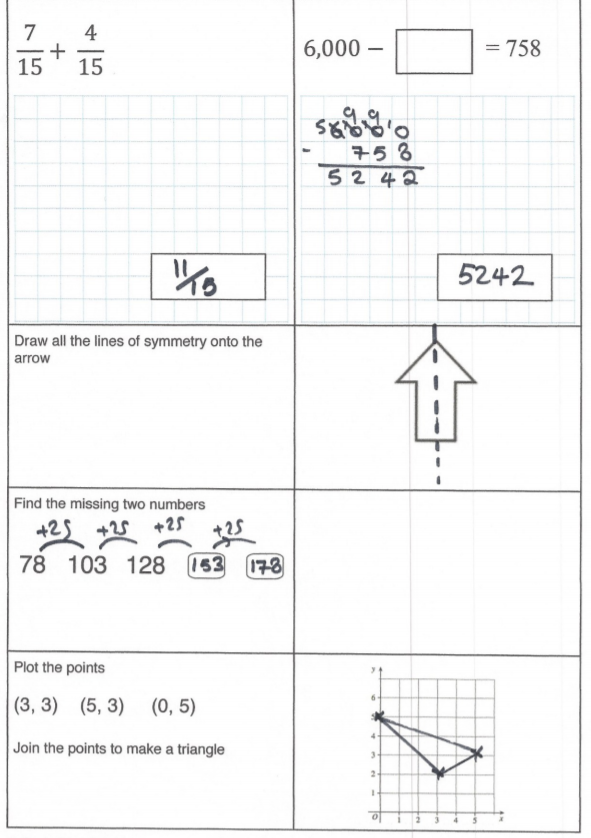 7/15 + 4/15
6,000 − = 758
5 6 9 0 9 0 1 0
- 7 5 8
5 2 4 2
11/15
5242
Draw all the lines of symmetry onto the
arrow
Find the missing two numbers
+25 +25 +25 +25
78 103 128 153 178
Plot the points
(3, 3) (5, 3) (0, 5)
Join the points to make a triangle
y
6
5
4
3
2
1
O 1 2 3 4 5 x